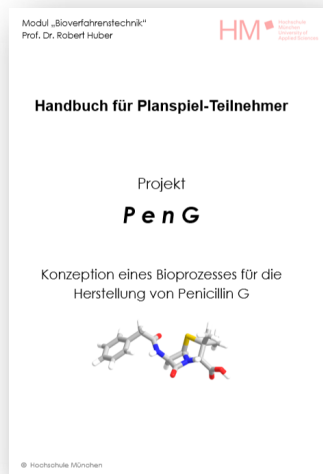 Modul „Bioverfahrenstechnik"
Prof. Dr. Robert Huber
HM
Hochschule
München
University of
Applied Sciences
Handbuch für Planspiel-Teilnehmer
Projekt
PenG
Konzeption eines Bioprozesses für die
Herstellung von Penicillin G
© Hochschule München